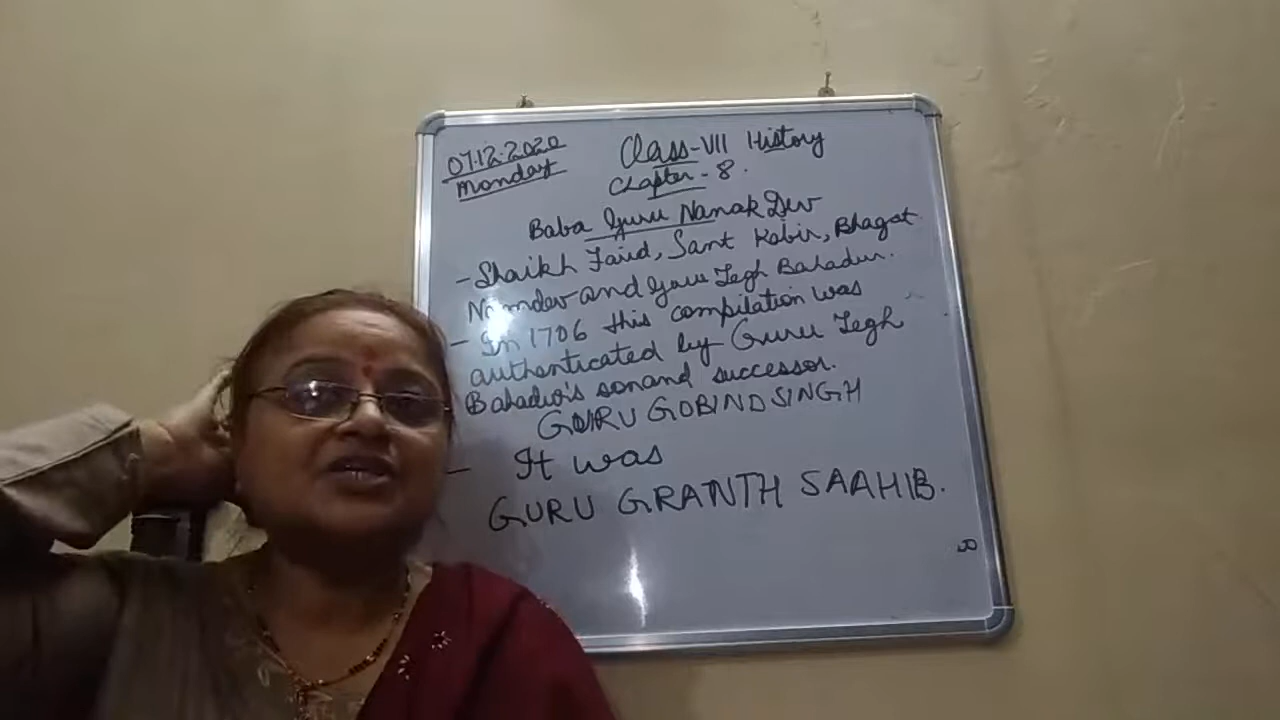 07.12.2020
Monday
Class-VII History
Chapter-8.
Baba Guru Nanak Dev
- Shaikh Farid, Sant Kabir, Bhagat
Namdev and Guru Tegh Bahadur.
- In 1706 this compilation was
authenticated by Guru Tegh
Bahadur's son and successor.
GURU GOBIND SINGH
- It was
GURU GRANTH SAAHIB.